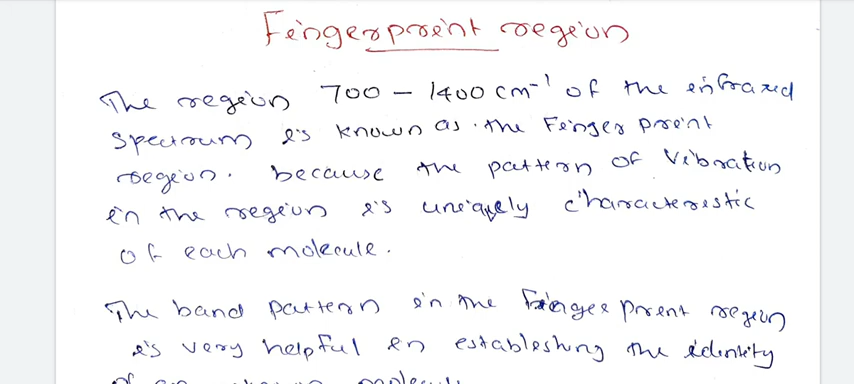 Fingerprint region
The region 700 - 1400 cm⁻¹ of the infrared
spectrum is known as the Finger print
region. because the pattern of vibration
in the region is uniquely characteristic
of each molecule.
The band pattern in the Finger print region
is very helpful in establishing the identity
of molecule